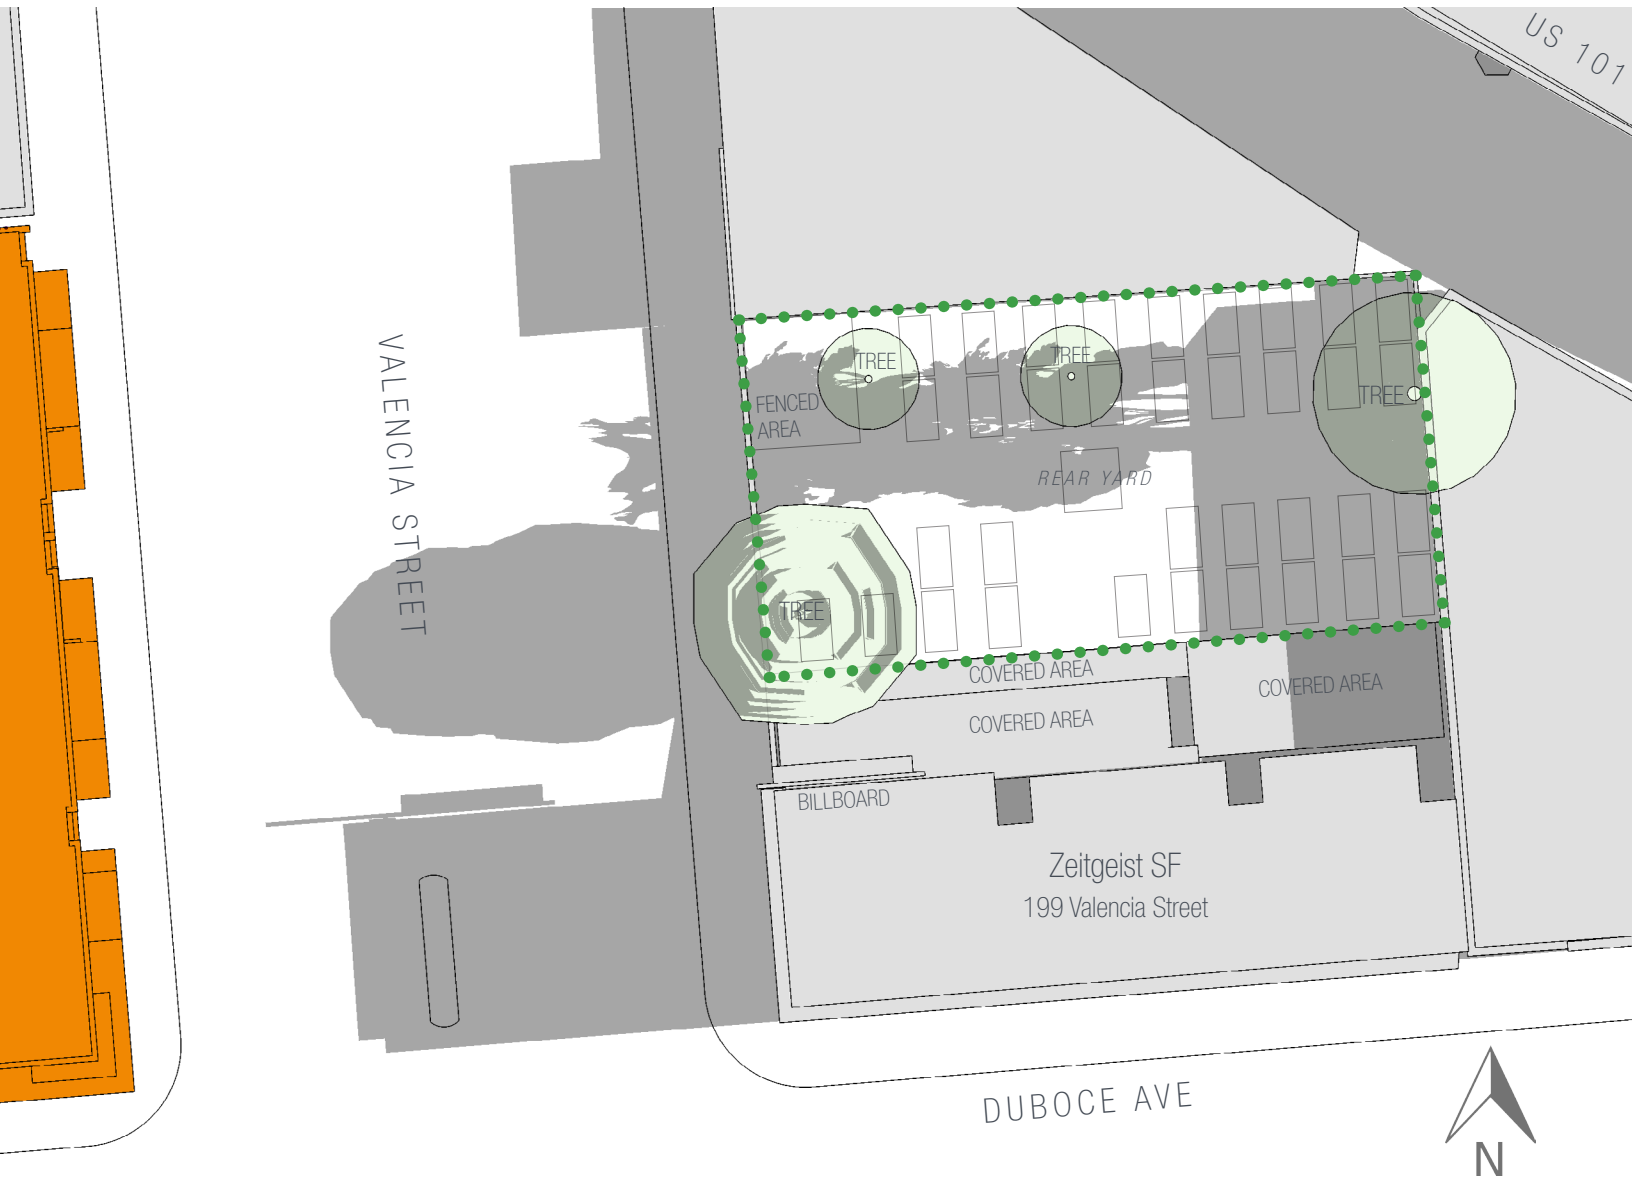 US 101
VALENCIA STREET
TREE
TREE
TREE
FENCED
AREA
REAR YARD
TREE
COVERED AREA
COVERED AREA
COVERED AREA
BILLBOARD
Zeitgeist SF
199 Valencia Street
DUBOCE AVE
N